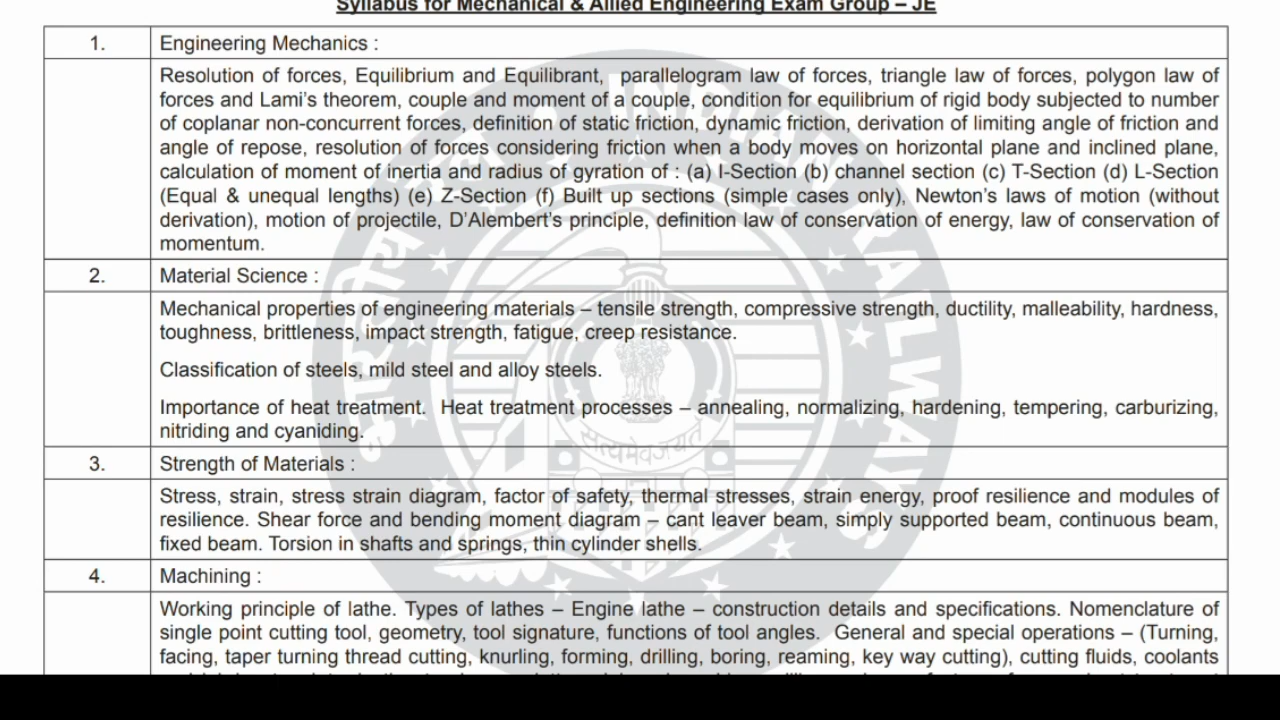 Syllabus for Mechanical & Allied Engineering Exam Group – JE
1. Engineering Mechanics :
Resolution of forces, Equilibrium and Equilibrant, parallelogram law of forces, triangle law of forces, polygon law of
forces and Lami's theorem, couple and moment of a couple, condition for equilibrium of rigid body subjected to number
of coplanar non-concurrent forces, definition of static friction, dynamic friction, derivation of limiting angle of friction and
angle of repose, resolution of forces considering friction when a body moves on horizontal plane and inclined plane,
calculation of moment of inertia and radius of gyration of : (a) I-Section (b) channel section (c) T-Section (d) L-Section
(Equal & unequal lengths) (e) Z-Section (f) Built up sections (simple cases only), Newton's laws of motion (without
derivation), motion of projectile, D'Alembert's principle, definition law of conservation of energy, law of conservation of
momentum.
2. Material Science :
Mechanical properties of engineering materials – tensile strength, compressive strength, ductility, malleability, hardness,
toughness, brittleness, impact strength, fatigue, creep resistance.
Classification of steels, mild steel and alloy steels.
Importance of heat treatment. Heat treatment processes – annealing, normalizing, hardening, tempering, carburizing,
nitriding and cyaniding.
3. Strength of Materials :
Stress, strain, stress strain diagram, factor of safety, thermal stresses, strain energy, proof resilience and modules of
resilience. Shear force and bending moment diagram – cant leaver beam, simply supported beam, continuous beam,
fixed beam. Torsion in shafts and springs, thin cylinder shells.
4. Machining :
Working principle of lathe. Types of lathes – Engine lathe – construction details and specifications. Nomenclature of
single point cutting tool, geometry, tool signature, functions of tool angles. General and special operations – (Turning,
facing, taper turning thread cutting, knurling, forming, drilling, boring, reaming, key way cutting), cutting fluids, coolants
भारतीय रेल INDIAN RAILWAYS
सत्यमेव जयते